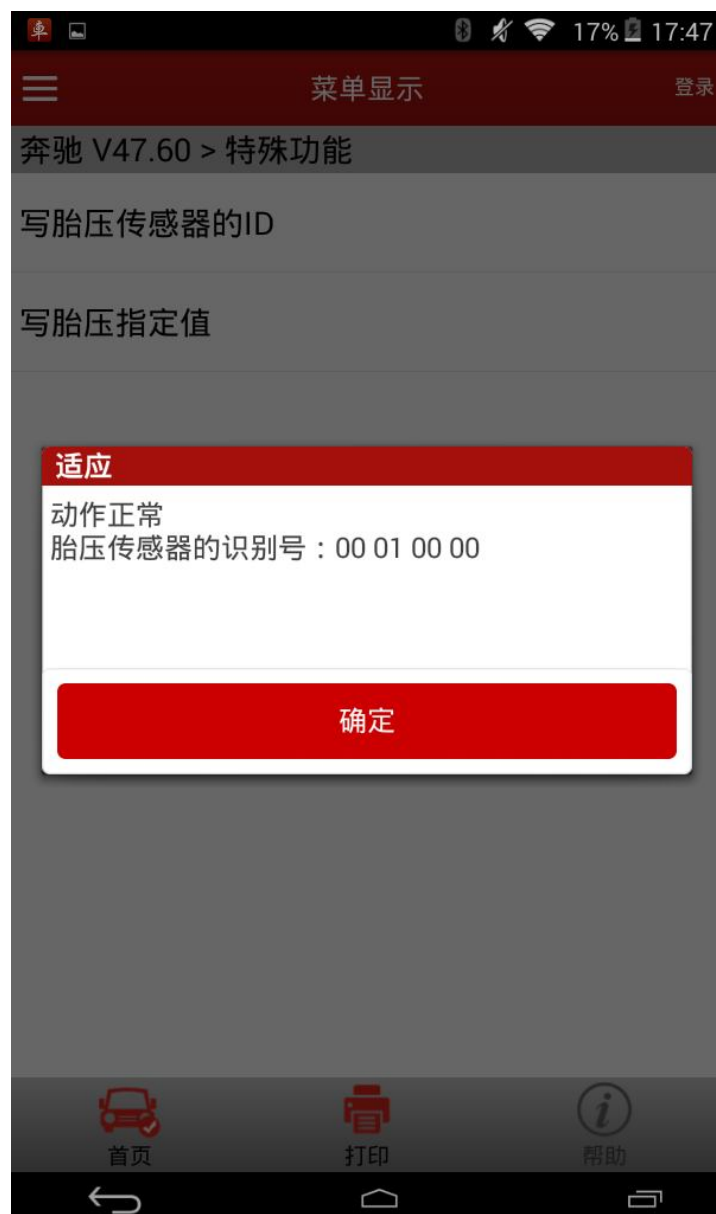 卓
17% 17:47
菜单显示
登录
奔驰 V47.60 > 特殊功能
写胎压传感器的ID
写胎压指定值
适应
动作正常
胎压传感器的识别号：00 01 00 00
确定
首页
打印
帮助